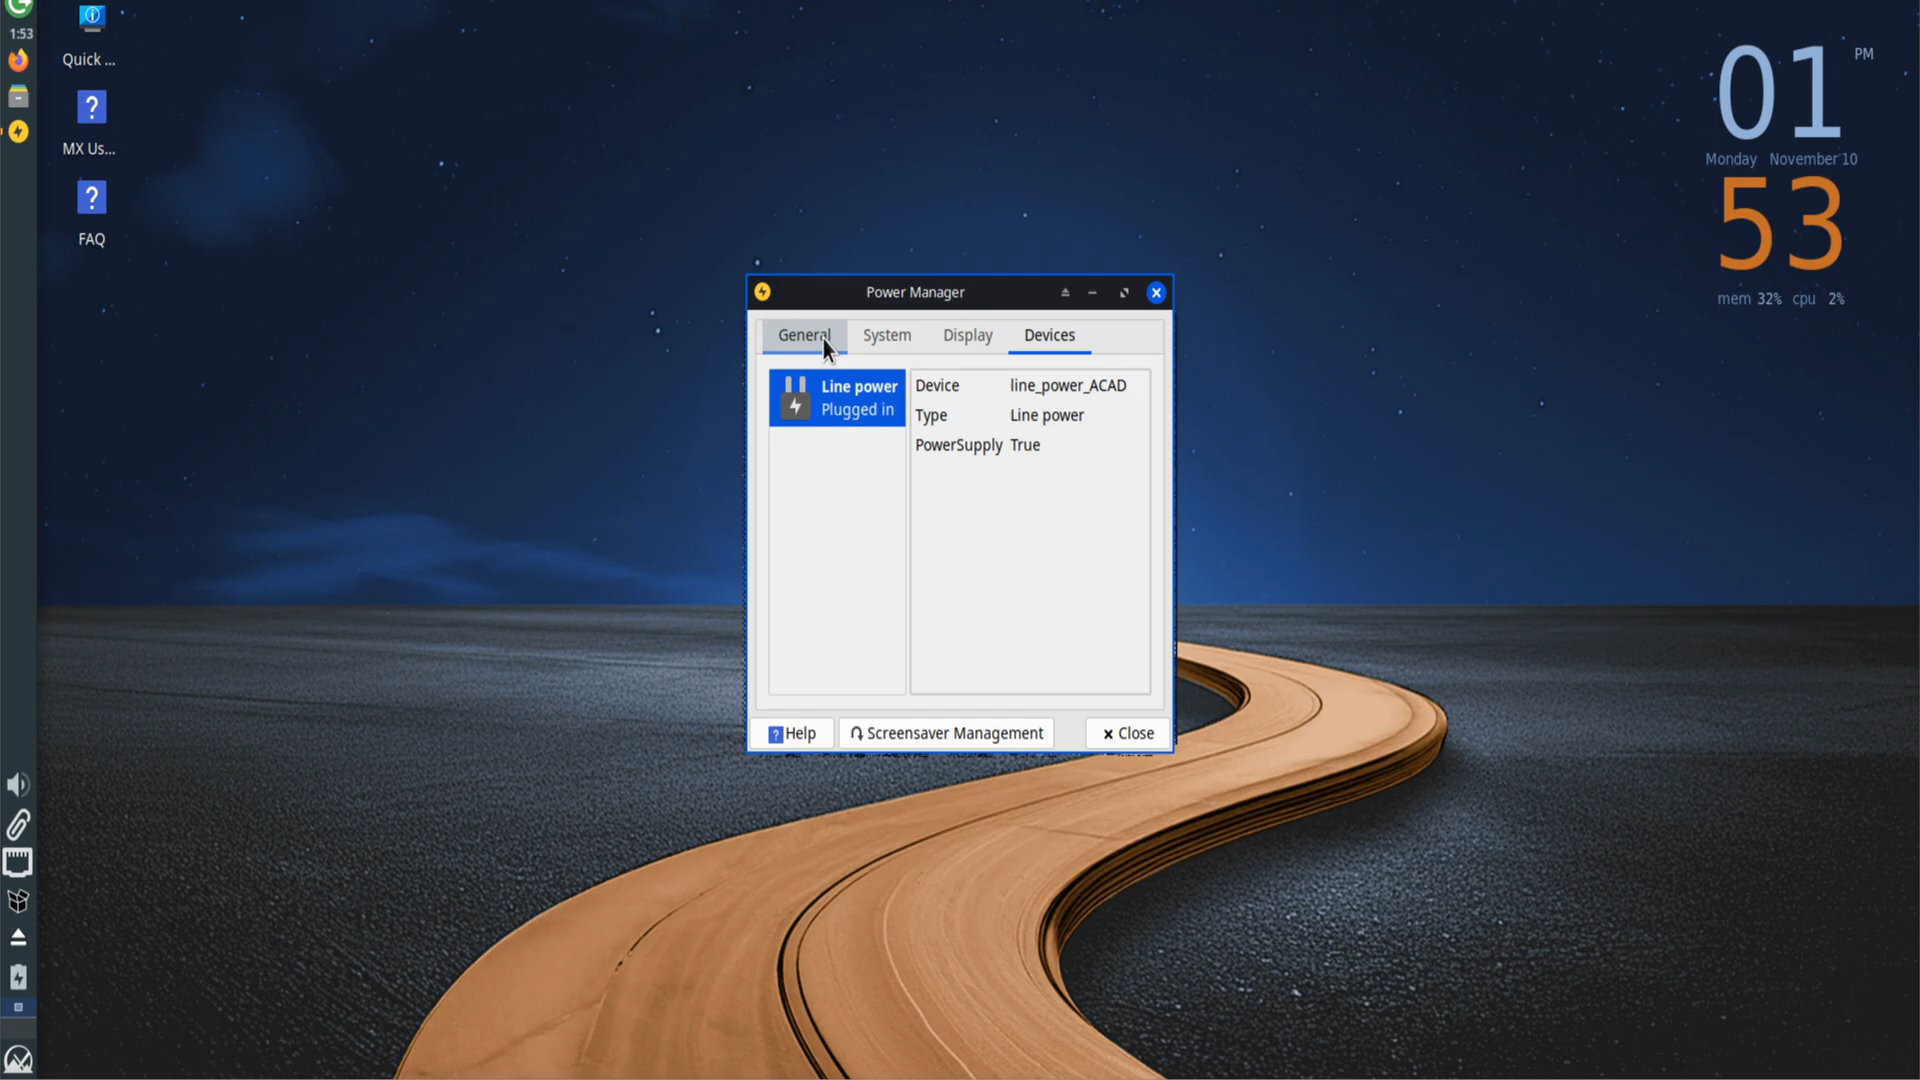 1:53
Quick ...
MX Us...
FAQ
01 PM
Monday November 10
53
mem 32% cpu 2%
Power Manager
General System Display Devices
Line power
Plugged in
Device line_power_ACAD
Type Line power
PowerSupply True
Help Screensaver Management Close